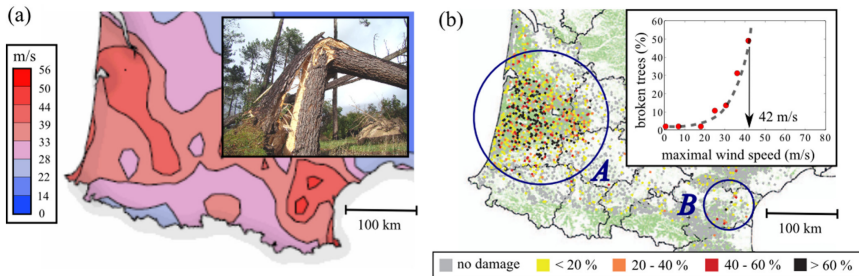 (a)
m/s
56
50
44
39
33
28
22
14
0
100 km
(b)
broken trees (%)
60
50
40
30
20
10
0
0 10 20 30 40 50 60 70 80
maximal wind speed (m/s)
42 m/s
A
B
100 km
no damage < 20 % 20 - 40 % 40 - 60 % > 60 %